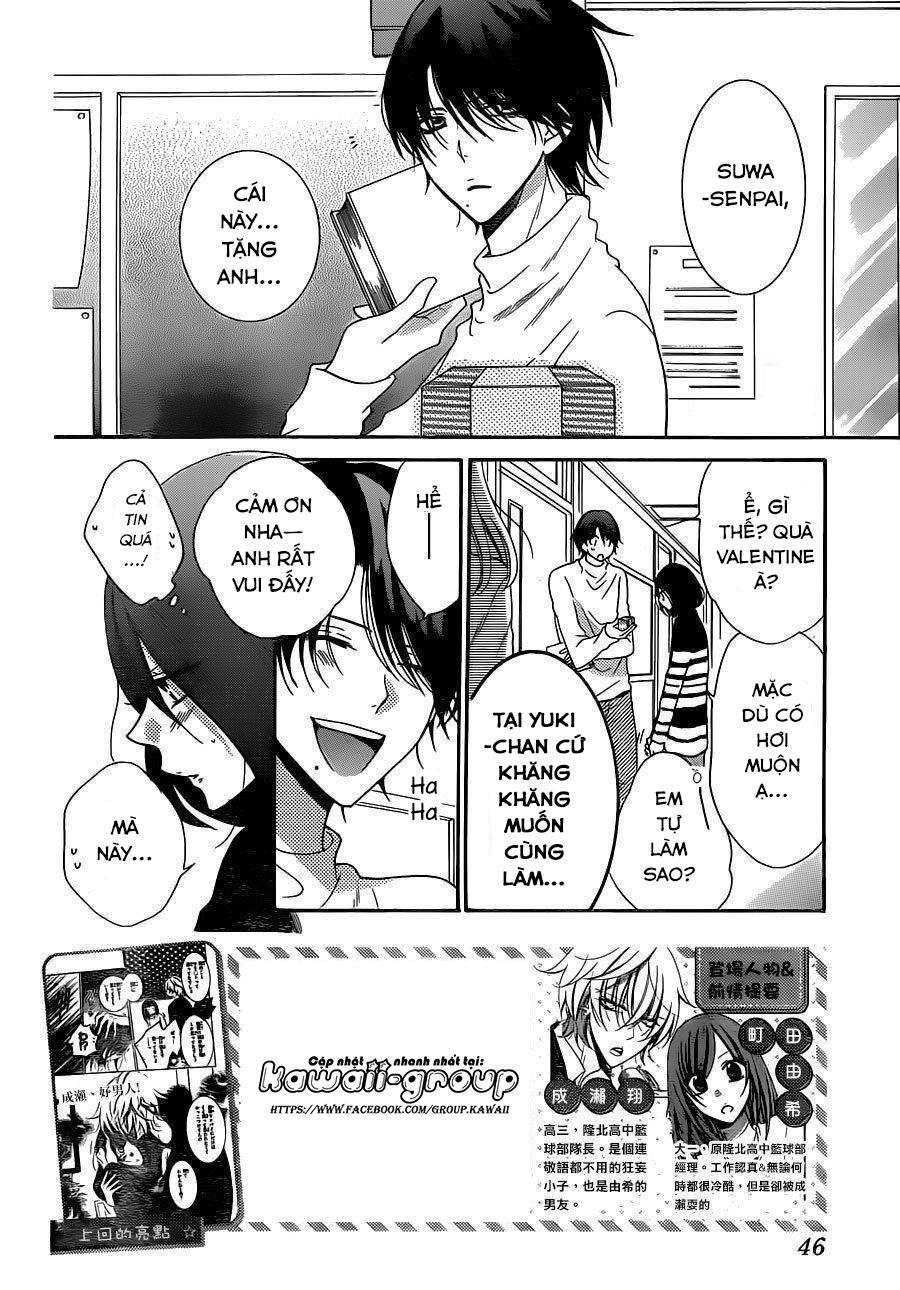 SUWA
-SENPAI,
CÁI
NÀY...
TẶNG
ANH...
Ể, GÌ
THẾ? QUÀ
VALENTINE
À?
MẶC
DÙ CÓ
HƠI
MUỘN
Ạ...
EM
TỰ
LÀM
SAO?
TẠI YUKI
-CHAN CỨ
KHĂNG
KHĂNG
MUỐN
CÙNG
LÀM...
HỂ
CẢM ƠN
NHA—
ANH RẤT
VUI ĐẤY!
Ha
Ha
CẢ
TIN
QUÁ
...!
MÀ
NÀY...
登場人物&
前情提要
町田由希
大一，原隆北高中籃球部
經理。工作認真&無論何
時都很冷酷，但是卻被成
瀨耍的
成瀨翔
高三，隆北高中籃
球部隊長。是個連
敬語都不用的狂妄
小子，也是由希的
男友。
Cập nhật nhanh nhất tại:
kawaii-group
HTTPS://WWW.FACEBOOK.COM/GROUP.KAWAII
成瀨、好男人!
上回的亮點 ☆
46